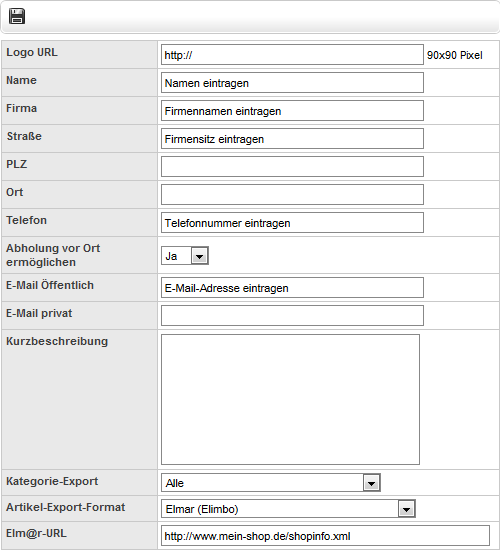 Logo URL http:// 90x90 Pixel
Name Namen eintragen
Firma Firmennamen eintragen
Straße Firmensitz eintragen
PLZ
Ort
Telefon Telefonnummer eintragen
Abholung vor Ort
ermöglichen Ja
E-Mail Öffentlich E-Mail-Adresse eintragen
E-Mail privat
Kurzbeschreibung
Kategorie-Export Alle
Artikel-Export-Format Elmar (Elimbo)
Elm@r-URL http://www.mein-shop.de/shopinfo.xml